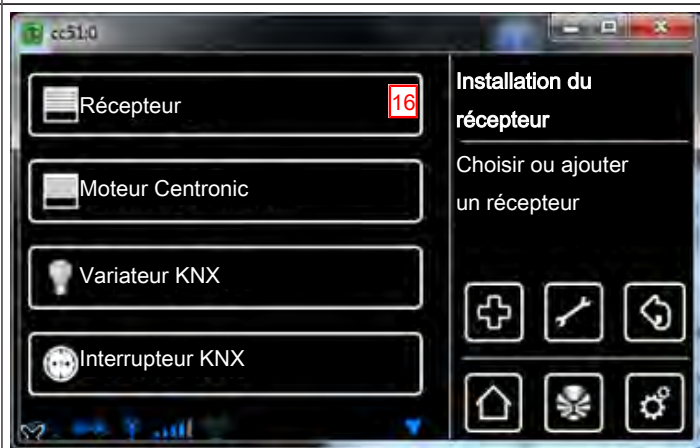 cc51:0
Récepteur
16
Moteur Centronic
Variateur KNX
Interrupteur KNX
Installation du
récepteur
Choisir ou ajouter
un récepteur